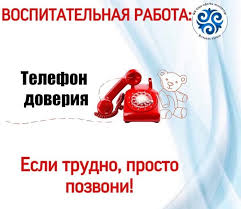 ВОСПИТАТЕЛЬНАЯ РАБОТА:
Телефон
доверия
Если трудно, просто
позвони!